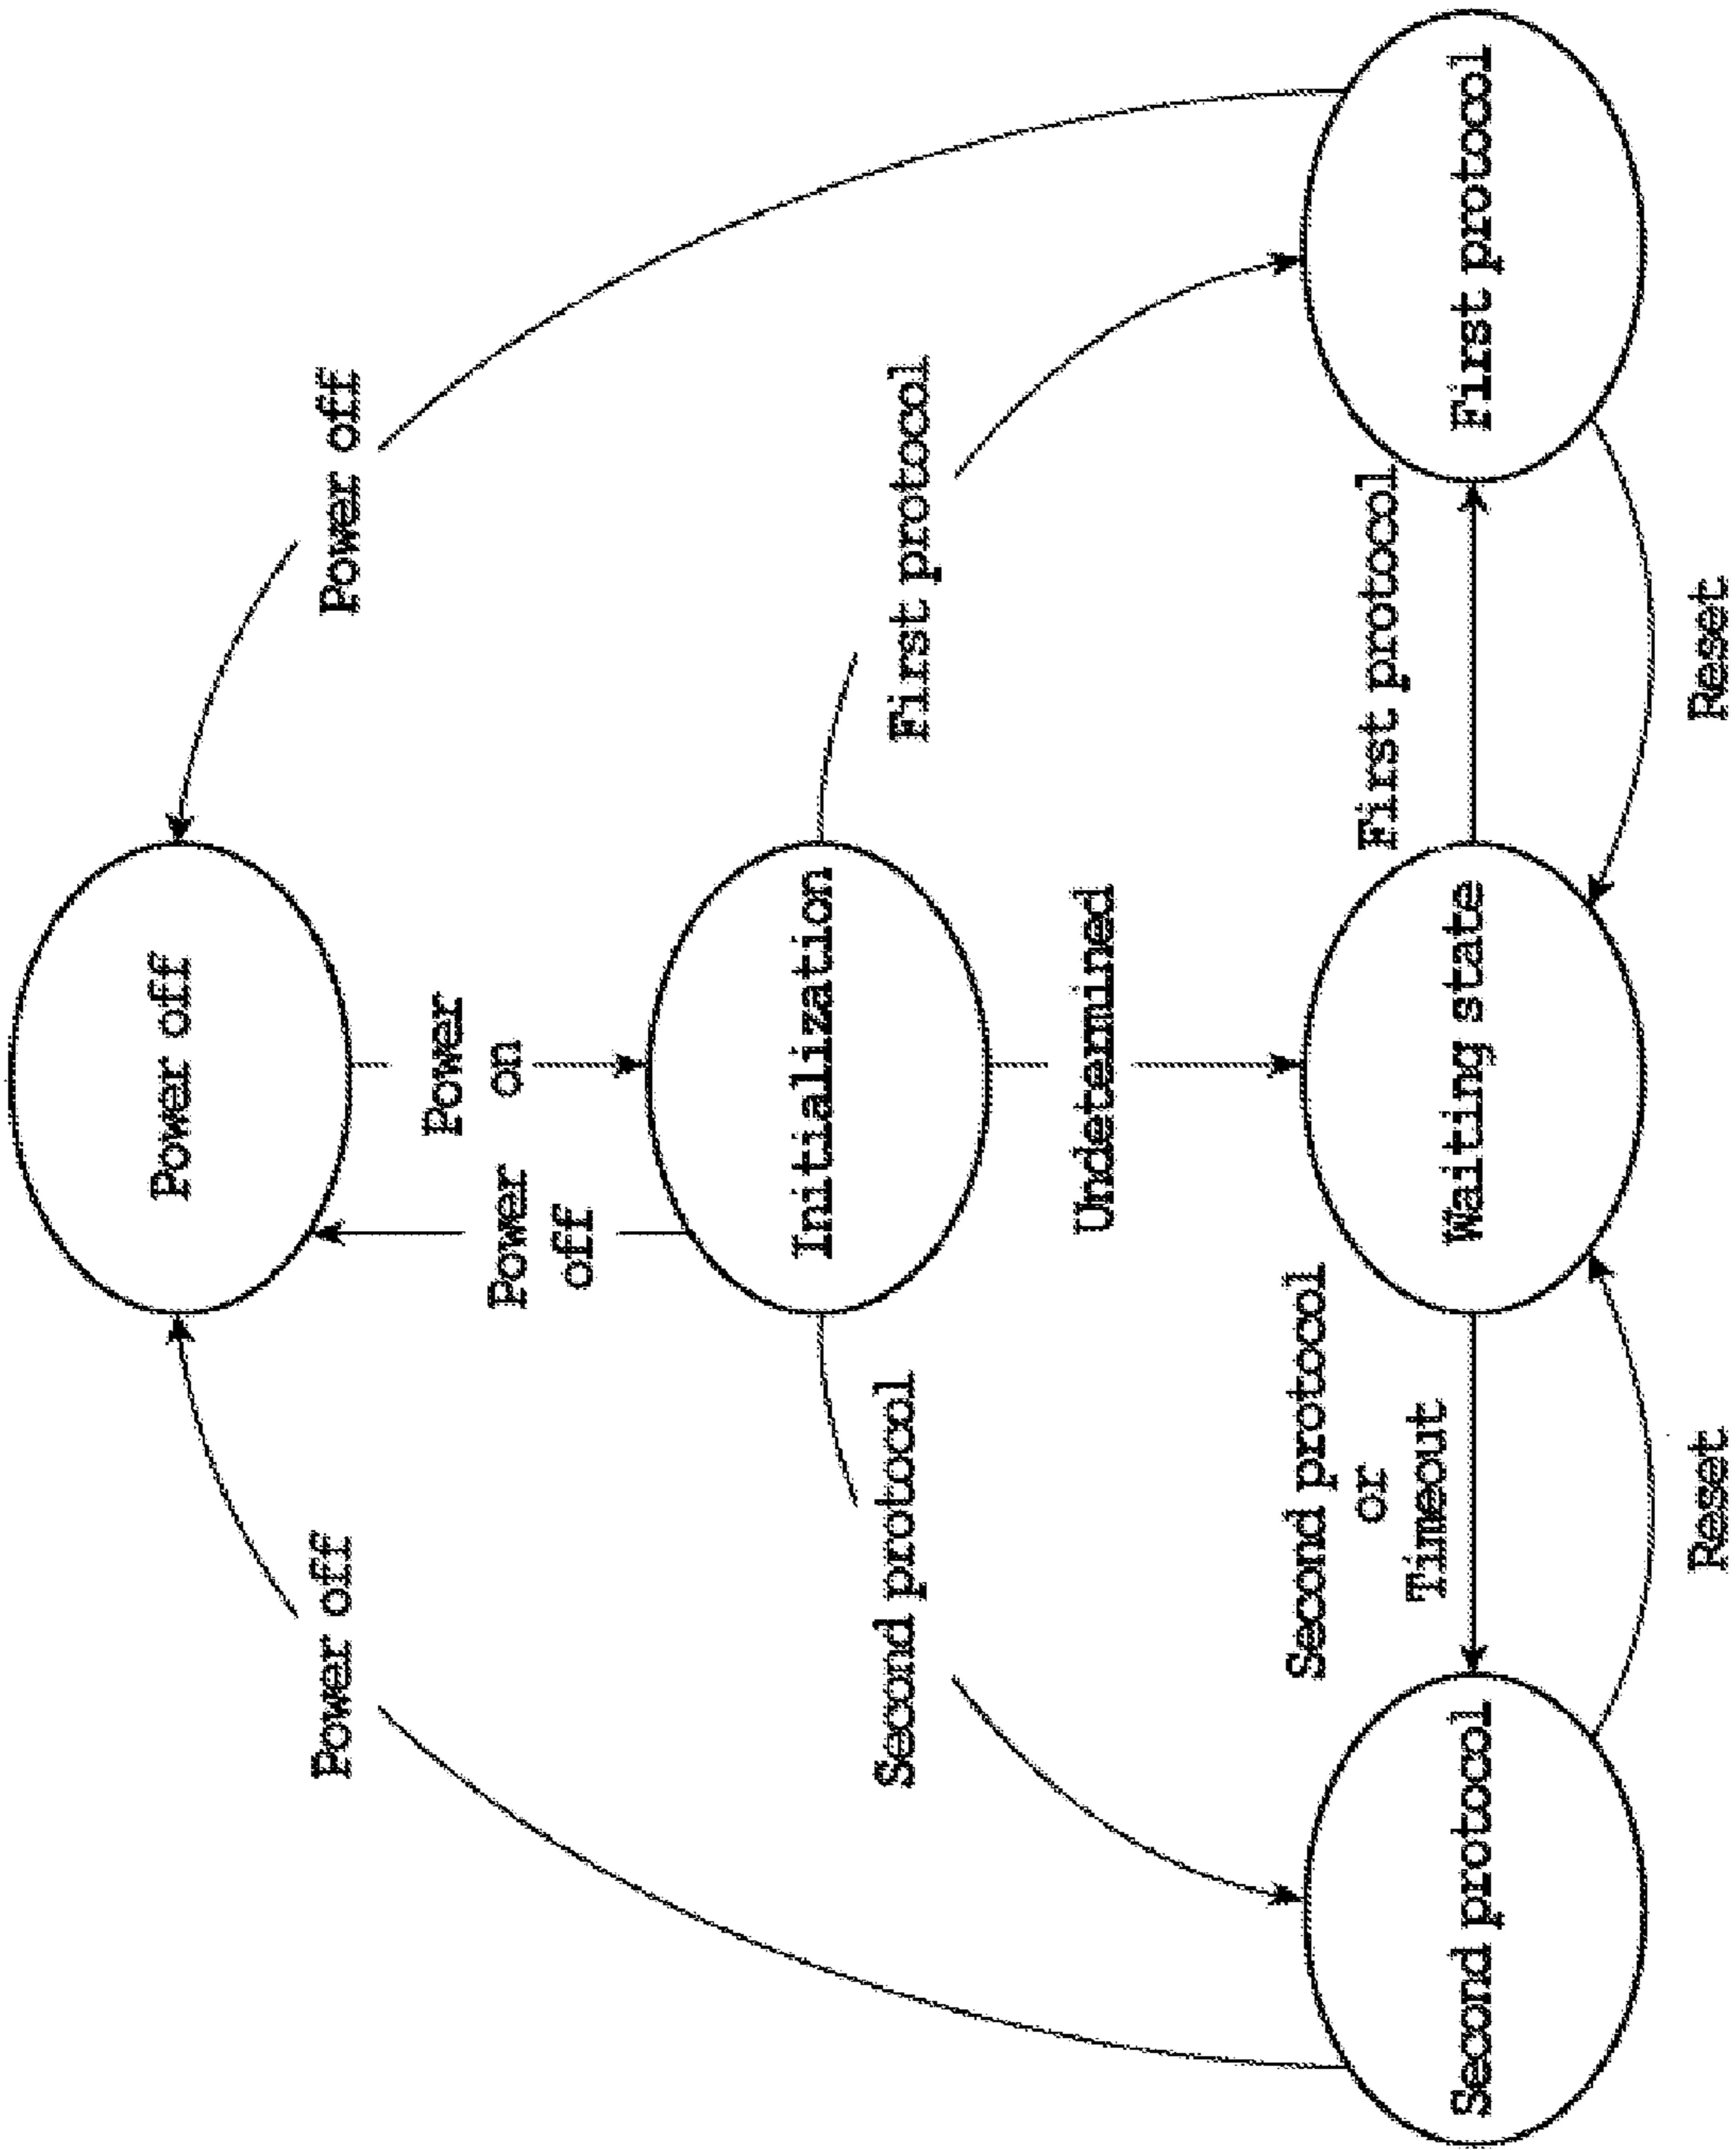 Power off
Power off
Power off
Power
off
Power
on
Initialization
Second protocol
First protocol
Undetermined
Second protocol
or
Timeout
First protocol
Second protocol
Waiting state
First protocol
Reset
Reset